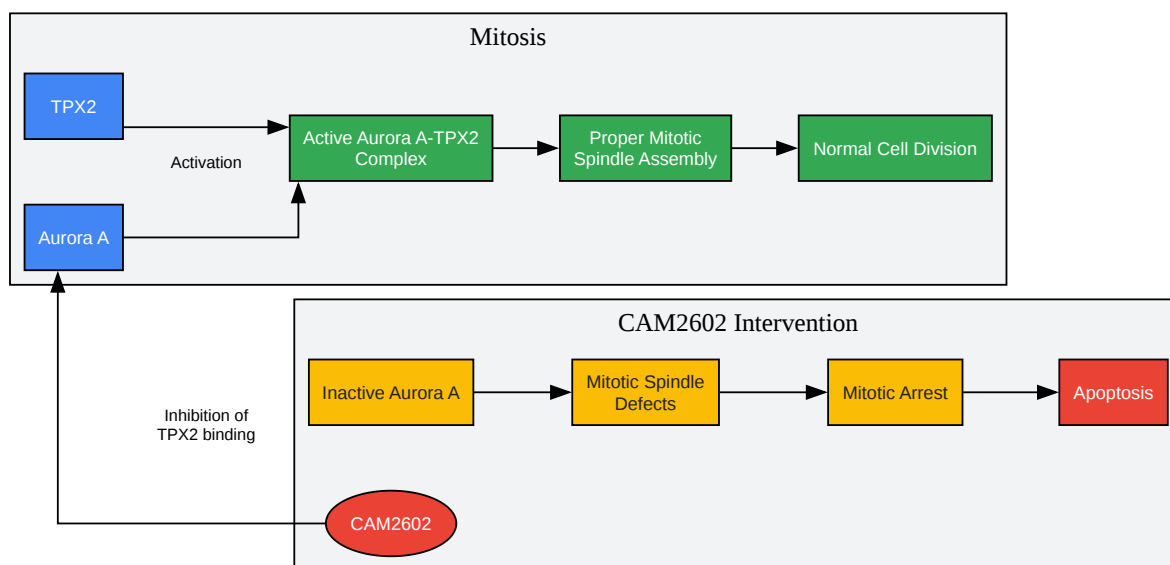 Mitosis
TPX2
Activation
Aurora A
Active Aurora A-TPX2
Complex
Proper Mitotic
Spindle Assembly
Normal Cell Division
CAM2602 Intervention
Inactive Aurora A
Mitotic Spindle
Defects
Mitotic Arrest
Apoptosis
Inhibition of
TPX2 binding
CAM2602